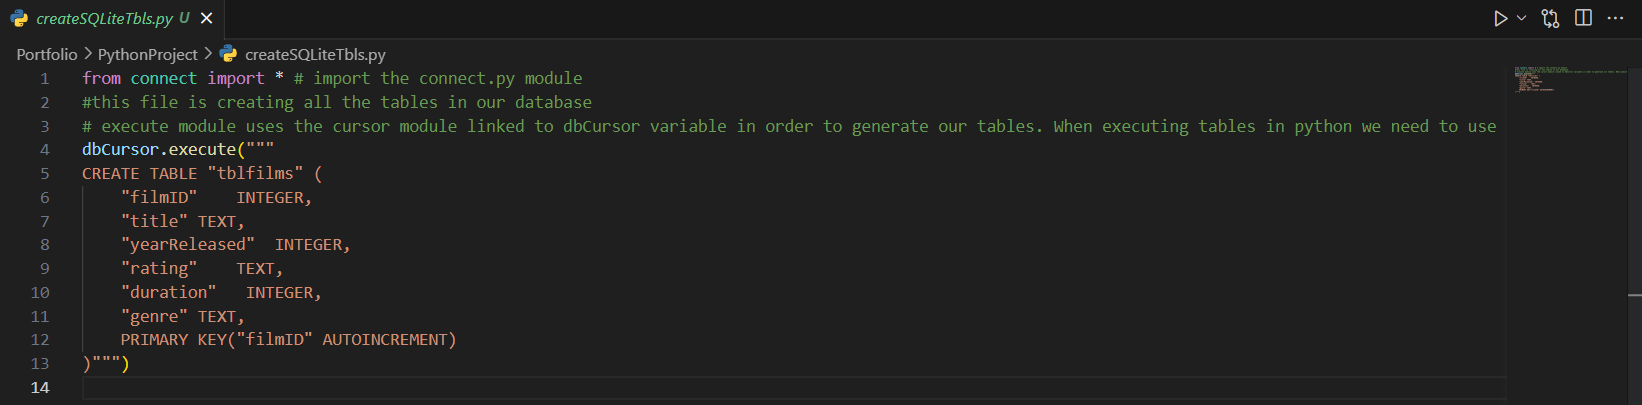 createSQLiteTbls.py U
Portfolio > PythonProject > createSQLiteTbls.py
1 from connect import * # import the connect.py module
2 #this file is creating all the tables in our database
3 # execute module uses the cursor module linked to dbCursor variable in order to generate our tables. When executing tables in python we need to use
4 dbCursor.execute("""
5 CREATE TABLE "tblfilms" (
6     "filmID"    INTEGER,
7     "title" TEXT,
8     "yearReleased"  INTEGER,
9     "rating"    TEXT,
10     "duration"   INTEGER,
11     "genre" TEXT,
12     PRIMARY KEY("filmID" AUTOINCREMENT)
13 )""")
14